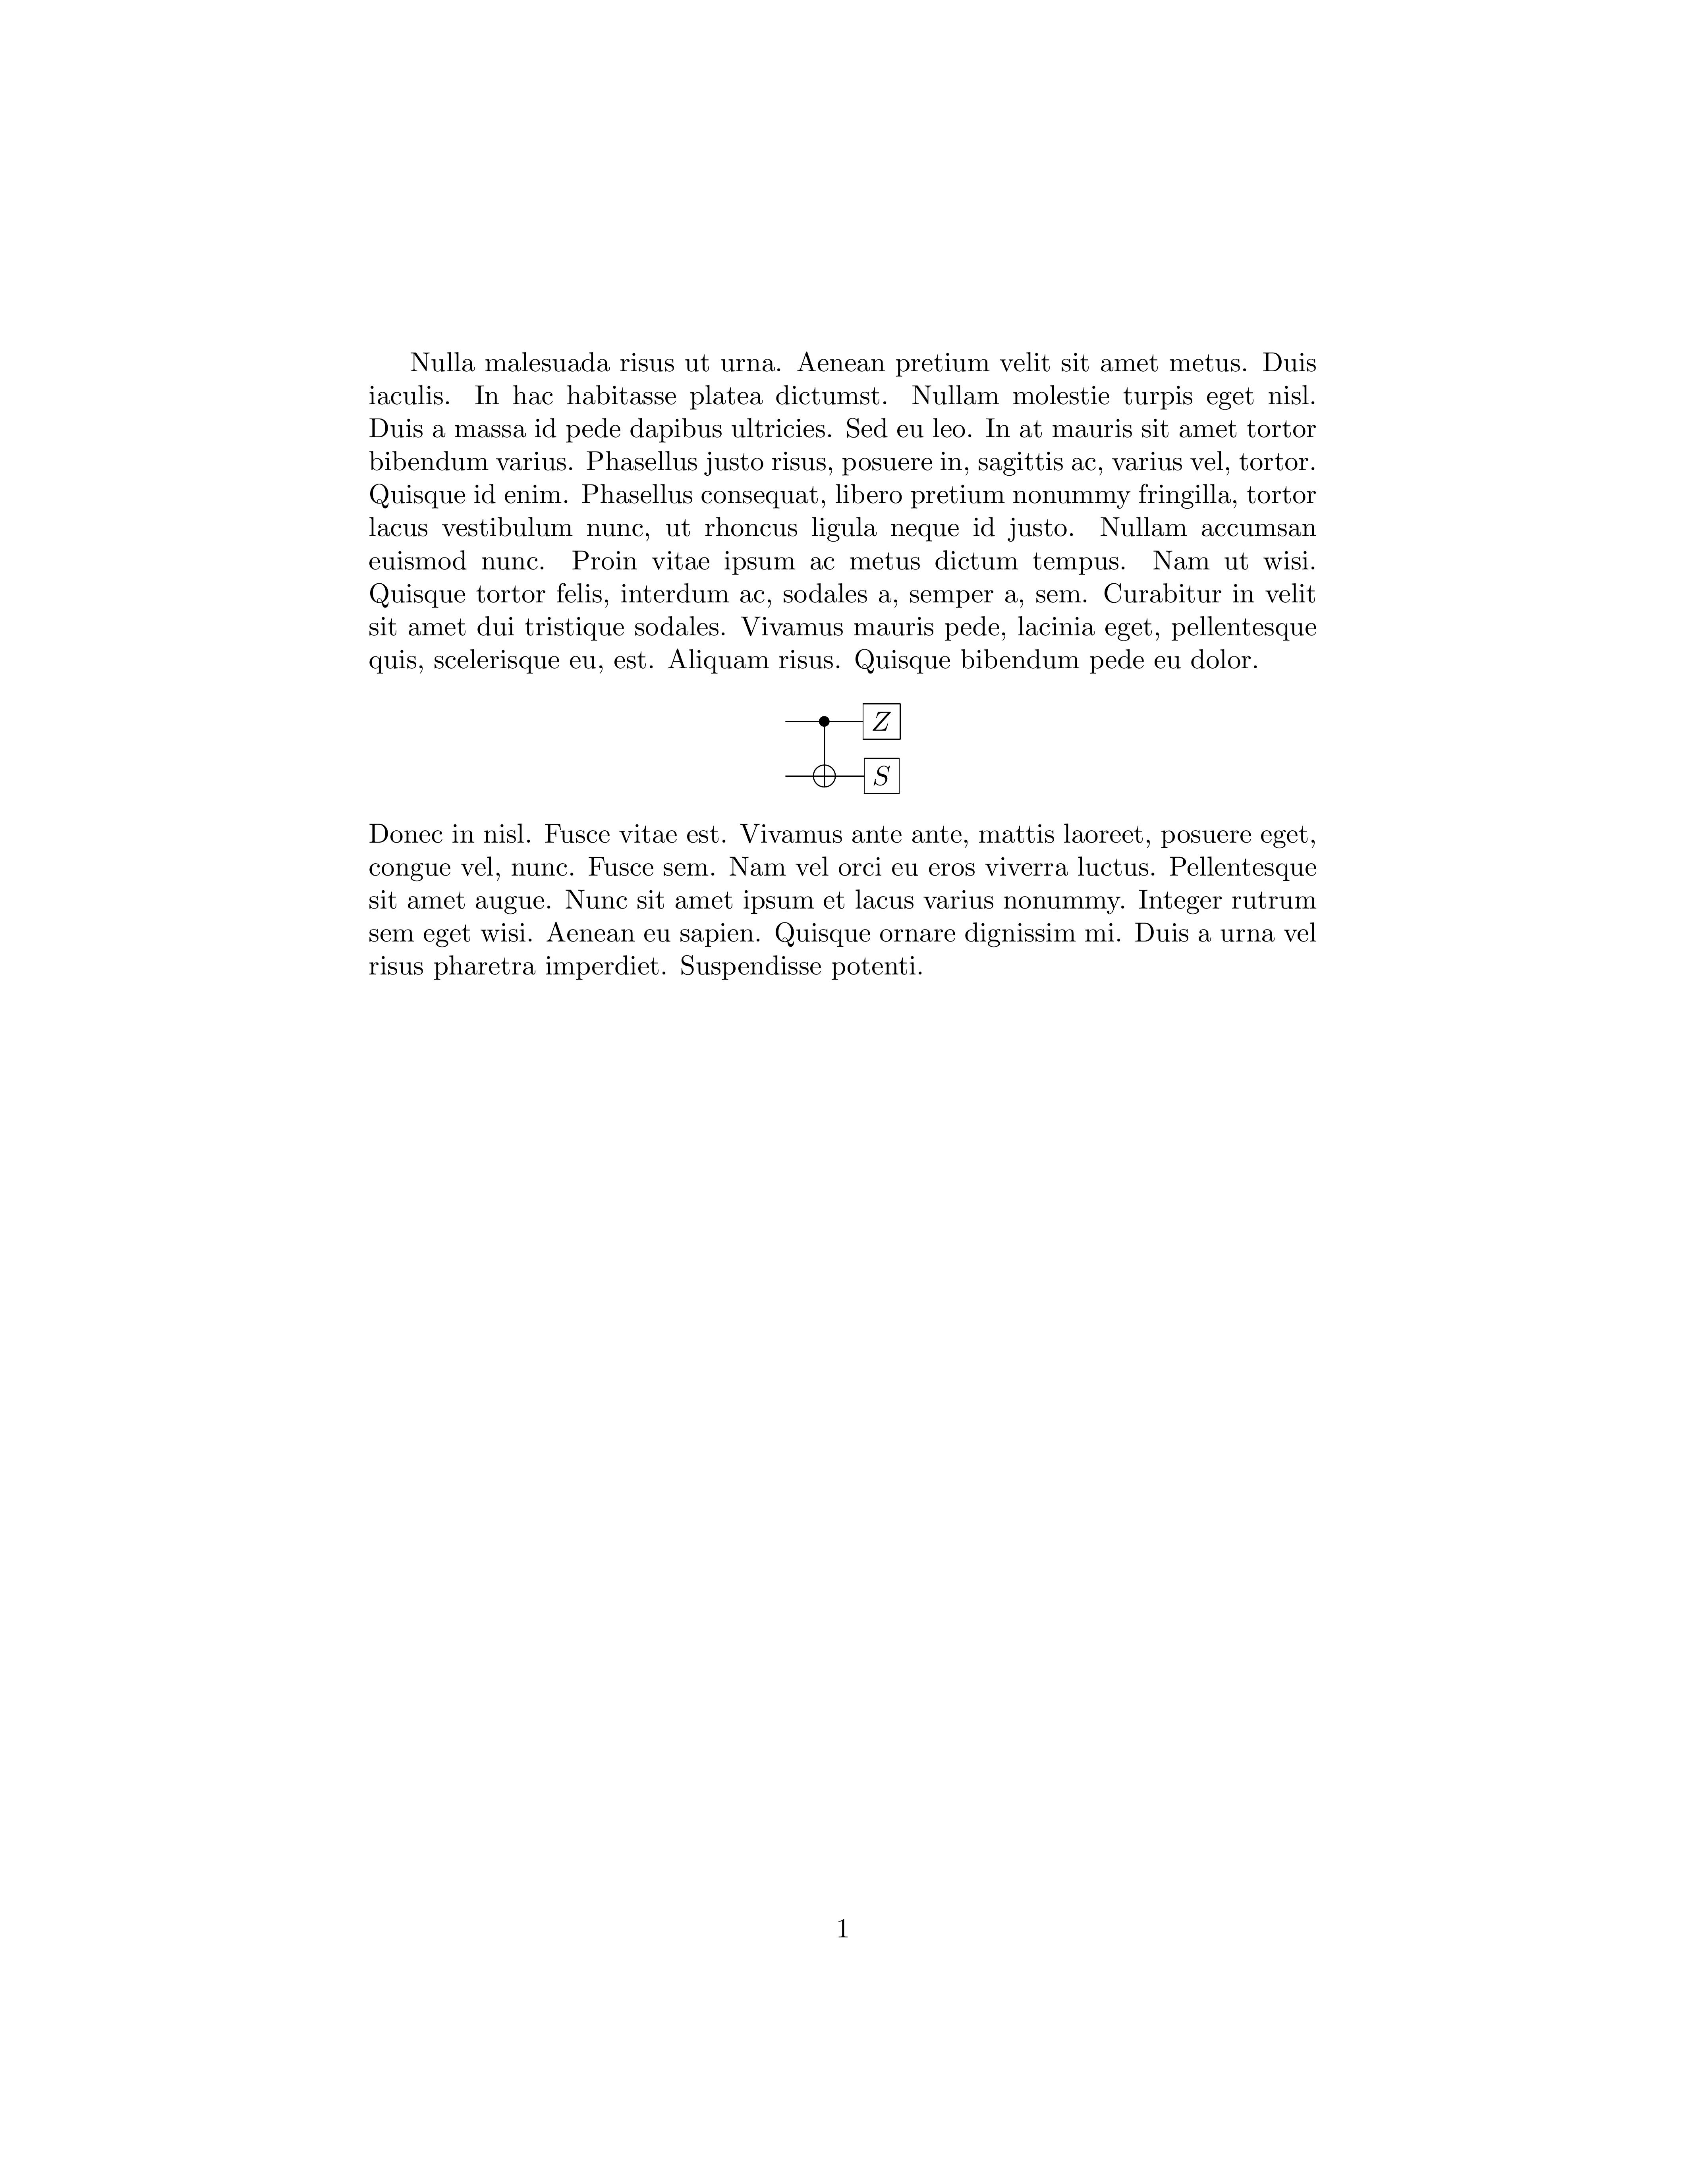 Nulla malesuada risus ut urna. Aenean pretium velit sit amet metus. Duis
iaculis. In hac habitasse platea dictumst. Nullam molestie turpis eget nisl.
Duis a massa id pede dapibus ultricies. Sed eu leo. In at mauris sit amet tortor
bibendum varius. Phasellus justo risus, posuere in, sagittis ac, varius vel, tortor.
Quisque id enim. Phasellus consequat, libero pretium nonummy fringilla, tortor
lacus vestibulum nunc, ut rhoncus ligula neque id justo. Nullam accumsan
euismod nunc. Proin vitae ipsum ac metus dictum tempus. Nam ut wisi.
Quisque tortor felis, interdum ac, sodales a, semper a, sem. Curabitur in velit
sit amet dui tristique sodales. Vivamus mauris pede, lacinia eget, pellentesque
quis, scelerisque eu, est. Aliquam risus. Quisque bibendum pede eu dolor.
Z
S
Donec in nisl. Fusce vitae est. Vivamus ante ante, mattis laoreet, posuere eget,
congue vel, nunc. Fusce sem. Nam vel orci eu eros viverra luctus. Pellentesque
sit amet augue. Nunc sit amet ipsum et lacus varius nonummy. Integer rutrum
sem eget wisi. Aenean eu sapien. Quisque ornare dignissim mi. Duis a urna vel
risus pharetra imperdiet. Suspendisse potenti.
1